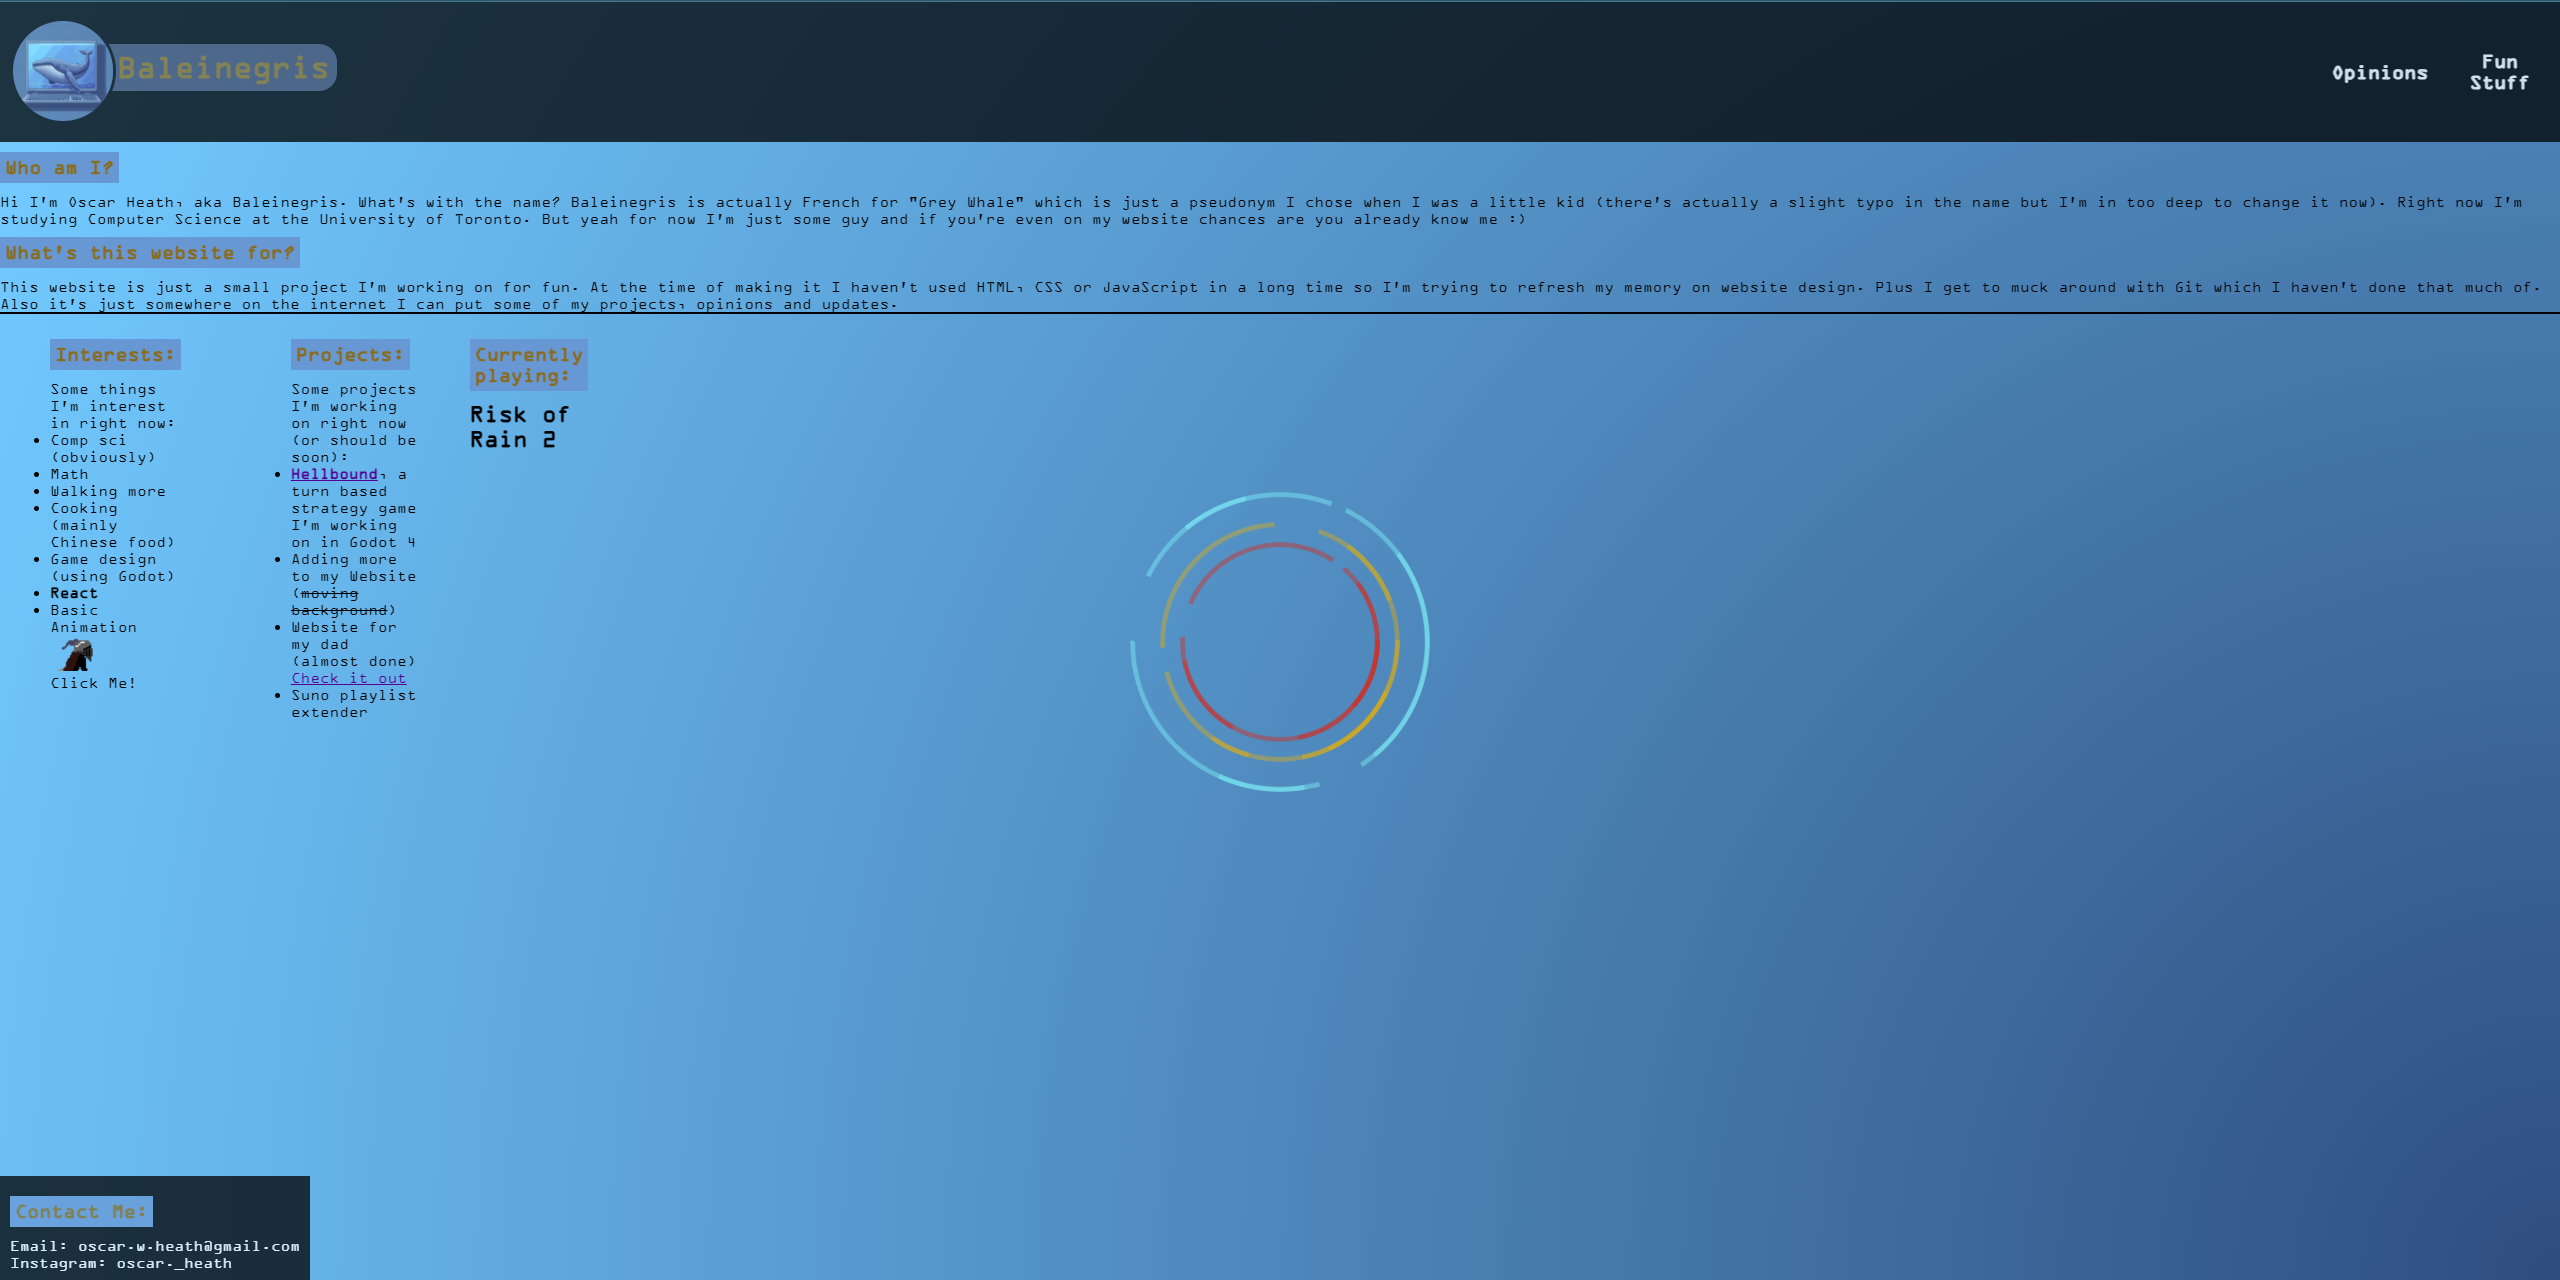 Baleinegris
Opinions
Fun
Stuff
Who am I?
Hi I'm Oscar Heath, aka Baleinegris. What's with the name? Baleinegris is actually French for "Grey Whale" which is just a pseudonym I chose when I was a little kid (there's actually a slight typo in the name but I'm in too deep to change it now). Right now I'm
studying Computer Science at the University of Toronto. But yeah for now I'm just some guy and if you're even on my website chances are you already know me :)
What's this website for?
This website is just a small project I'm working on for fun. At the time of making it I haven't used HTML, CSS or JavaScript in a long time so I'm trying to refresh my memory on website design. Plus I get to muck around with Git which I haven't done that much of.
Also it's just somewhere on the internet I can put some of my projects, opinions and updates.
Interests:
Some things
I'm interest
in right now:
• Comp sci
(obviously)
• Math
• Walking more
• Cooking
(mainly
Chinese food)
• Game design
(using Godot)
• React
• Basic
Animation
Click Me!
Projects:
Some projects
I'm working
on right now
(or should be
soon):
• Hellbound, a
turn based
strategy game
I'm working
on in Godot 4
• Adding more
to my Website
(moving
background)
• Website for
my dad
(almost done)
Check it out
• Suno playlist
extender
Currently
playing:
Risk of
Rain 2
Contact Me:
Email: oscar.w.heath@gmail.com
Instagram: oscar._heath